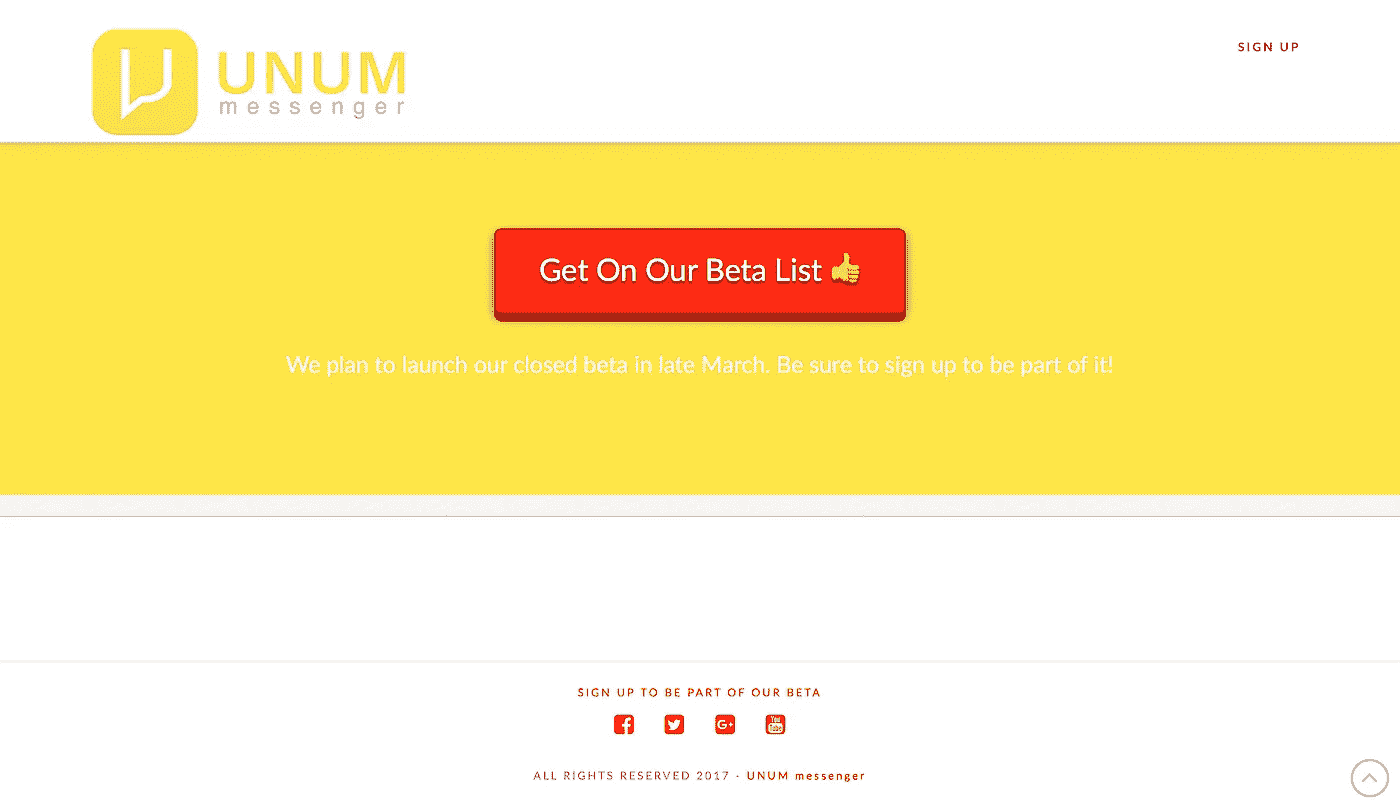 UNUM
messenger
SIGN UP
Get On Our Beta List 👍
We plan to launch our closed beta in late March. Be sure to sign up to be part of it!
SIGN UP TO BE PART OF OUR BETA
You
Tube
ALL RIGHTS RESERVED 2017 - UNUM messenger